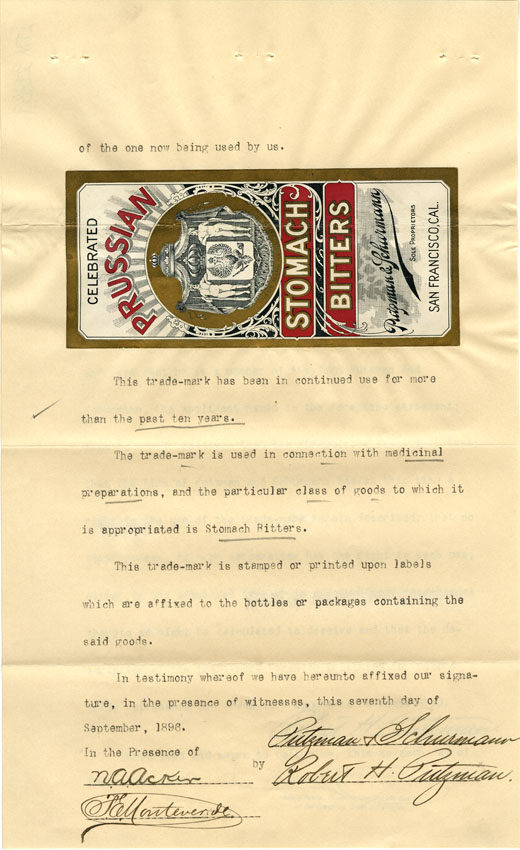 of the one now being used by us.
CELEBRATED
PRUSSIAN
STOMACH
BITTERS
Putzman & Schurmann
SOLE PROPRIETORS
SAN FRANCISCO, CAL.
This trade-mark has been in continued use for more
than the past ten years.
The trade-mark is used in connection with medicinal
preparations, and the particular class of goods to which it
is appropriated is Stomach Bitters.
This trade-mark is stamped or printed upon labels
which are affixed to the bottles or packages containing the
said goods.
In testimony whereof we have hereunto affixed our signa-
ture, in the presence of witnesses, this seventh day of
September, 1896.
In the Presence of
Putzman & Schurmann
by Robert H. Putzman.
N.A. Acker
F. Monteverde.